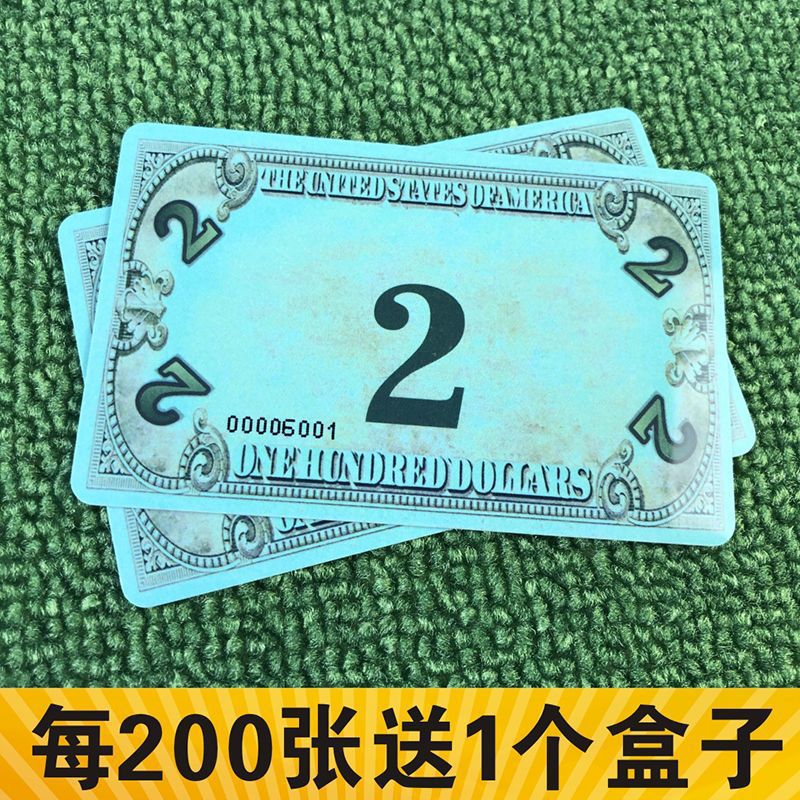 THE UNITED STATES OF AMERICA
2 2
2
2 2
00006001
ONE HUNDRED DOLLARS
每200张送1个盒子